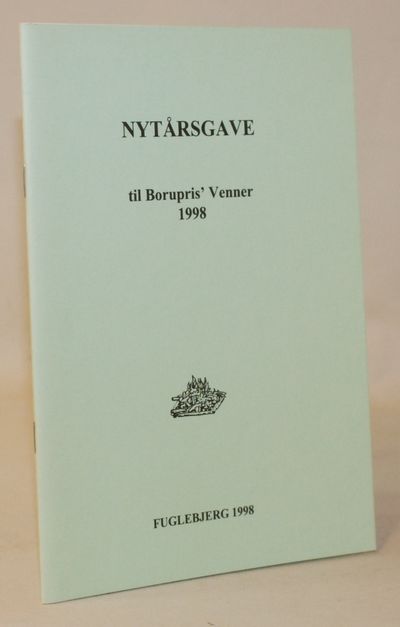 NYTÅRSGAVE
til Borupris' Venner
1998
FUGLEBJERG 1998